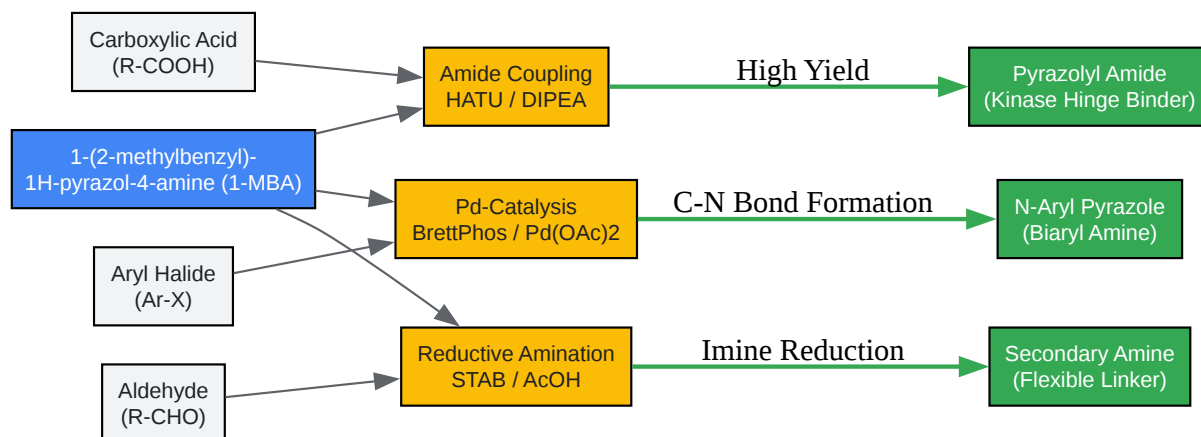 Carboxylic Acid
(R-COOH)
Amide Coupling
HATU / DIPEA
High Yield
Pyrazolyl Amide
(Kinase Hinge Binder)
1-(2-methylbenzyl)-
1H-pyrazol-4-amine (1-MBA)
Pd-Catalysis
BrettPhos / Pd(OAc)2
C-N Bond Formation
N-Aryl Pyrazole
(Biaryl Amine)
Aryl Halide
(Ar-X)
Reductive Amination
STAB / AcOH
Imine Reduction
Secondary Amine
(Flexible Linker)
Aldehyde
(R-CHO)